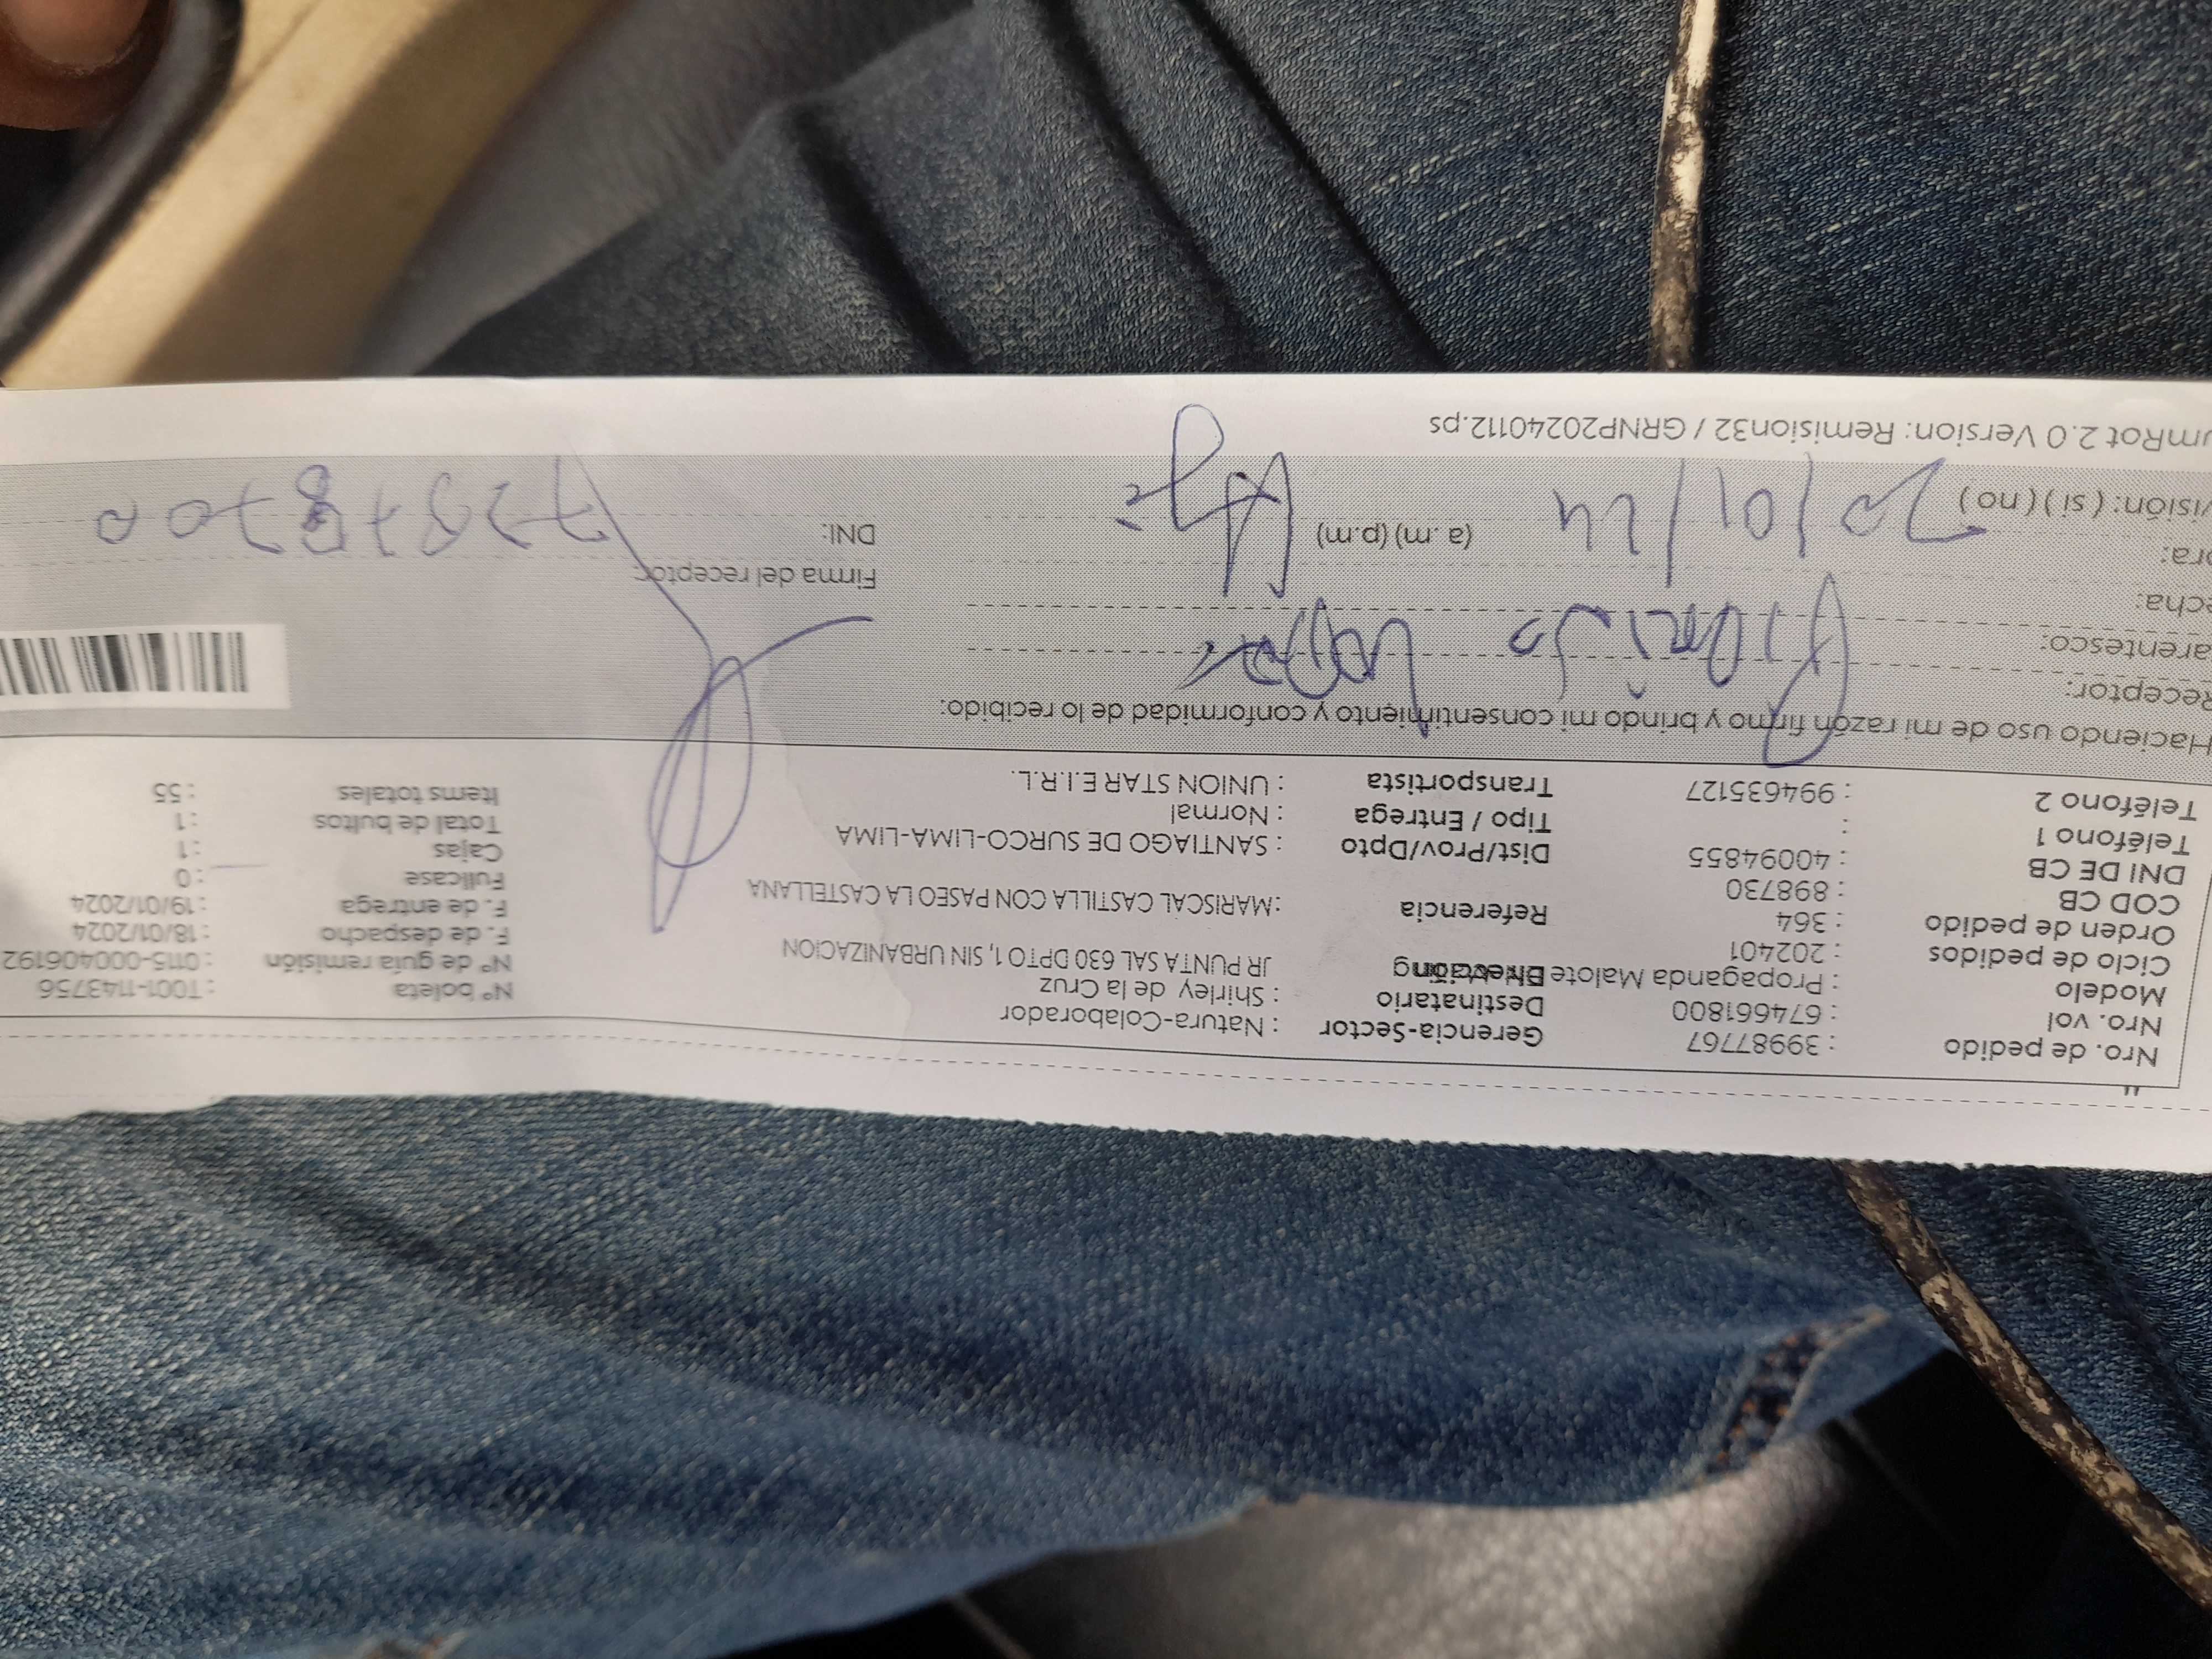 Nro. de pedido : 39987767 Gerencia-Sector : Natura-Colaborador Nº boleta : T001-1143756
Nro. vol : 674661800 Destinatario : Shirley de la Cruz Nº de guía remisión : 0115-000406192
Modelo : Propaganda Malote Dirección JR PUNTA SAL 630 DPTO 1, SIN URBANIZACION F. de despacho : 18/01/2024
Ciclo de pedidos : 202401 F. de entrega : 19/01/2024
Orden de pedido : 364 Referencia :MARISCAL CASTILLA CON PASEO LA CASTELLANA Fullcase : 0
COD CB : 898730 Cajas : 1
DNI DE CB : 40094855 Dist/Prov/Dpto : SANTIAGO DE SURCO-LIMA-LIMA Total de bultos : 1
Teléfono 1 : Tipo / Entrega : Normal Items totales : 55
Teléfono 2 : 994635127 Transportista : UNION STAR E.I.R.L.
Haciendo uso de mi razón firmo y brindo mi consentimiento y conformidad de lo recibido:
Receptor:
arentesco:
echa: Firma del receptor:
ora: 20/01/24 (a.m) (p.m) DNI:
visión: ( si ) ( no )
umRot 2.0 Version: Remision32 / GRNP20240112.ps